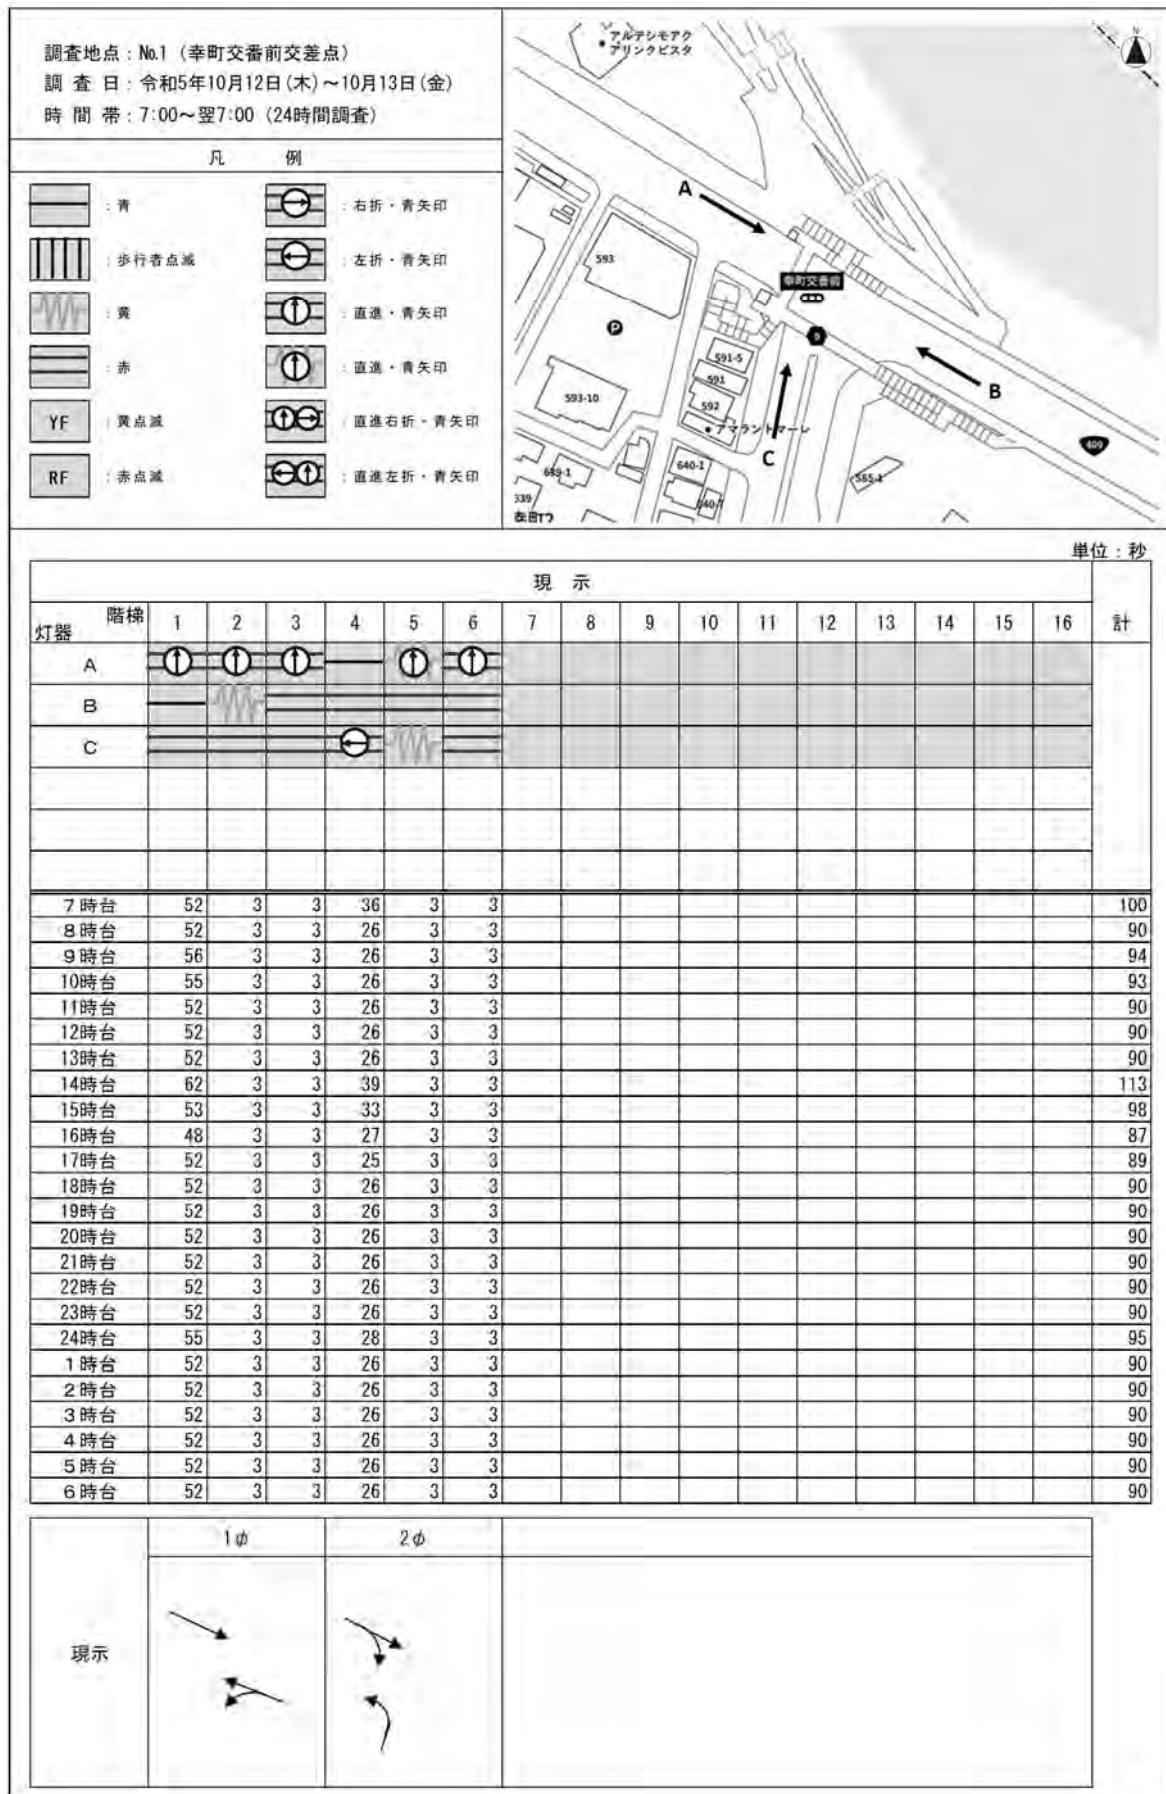 調査地点：No.1（幸町交番前交差点）
調査日：令和5年10月12日(木)～10月13日(金)
時間帯：7:00～翌7:00（24時間調査）
凡例
：青
：右折・青矢印
：歩行者点滅
：左折・青矢印
：黄
：直進・青矢印
：赤
：直進・青矢印
YF
：黄点滅
：直進右折・青矢印
RF
：赤点滅
：直進左折・青矢印
アルテシモアク
アリンクビスタ
N
A
593
幸町交番前
P
9
591-5
591
B
593-10
592
アマラントマーレ
409
C
640-1
639-1
585-1
339
640-7
単位：秒
現示
階梯
灯器
1 2 3 4 5 6 7 8 9 10 11 12 13 14 15 16 計
A
B
C
7時台 52 3 3 36 3 3 100
8時台 52 3 3 26 3 3 90
9時台 56 3 3 26 3 3 94
10時台 55 3 3 26 3 3 93
11時台 52 3 3 26 3 3 90
12時台 52 3 3 26 3 3 90
13時台 52 3 3 26 3 3 90
14時台 62 3 3 39 3 3 113
15時台 53 3 3 33 3 3 98
16時台 48 3 3 27 3 3 87
17時台 52 3 3 25 3 3 89
18時台 52 3 3 26 3 3 90
19時台 52 3 3 26 3 3 90
20時台 52 3 3 26 3 3 90
21時台 52 3 3 26 3 3 90
22時台 52 3 3 26 3 3 90
23時台 52 3 3 26 3 3 90
24時台 55 3 3 28 3 3 95
1時台 52 3 3 26 3 3 90
2時台 52 3 3 26 3 3 90
3時台 52 3 3 26 3 3 90
4時台 52 3 3 26 3 3 90
5時台 52 3 3 26 3 3 90
6時台 52 3 3 26 3 3 90
1φ 2φ
現示